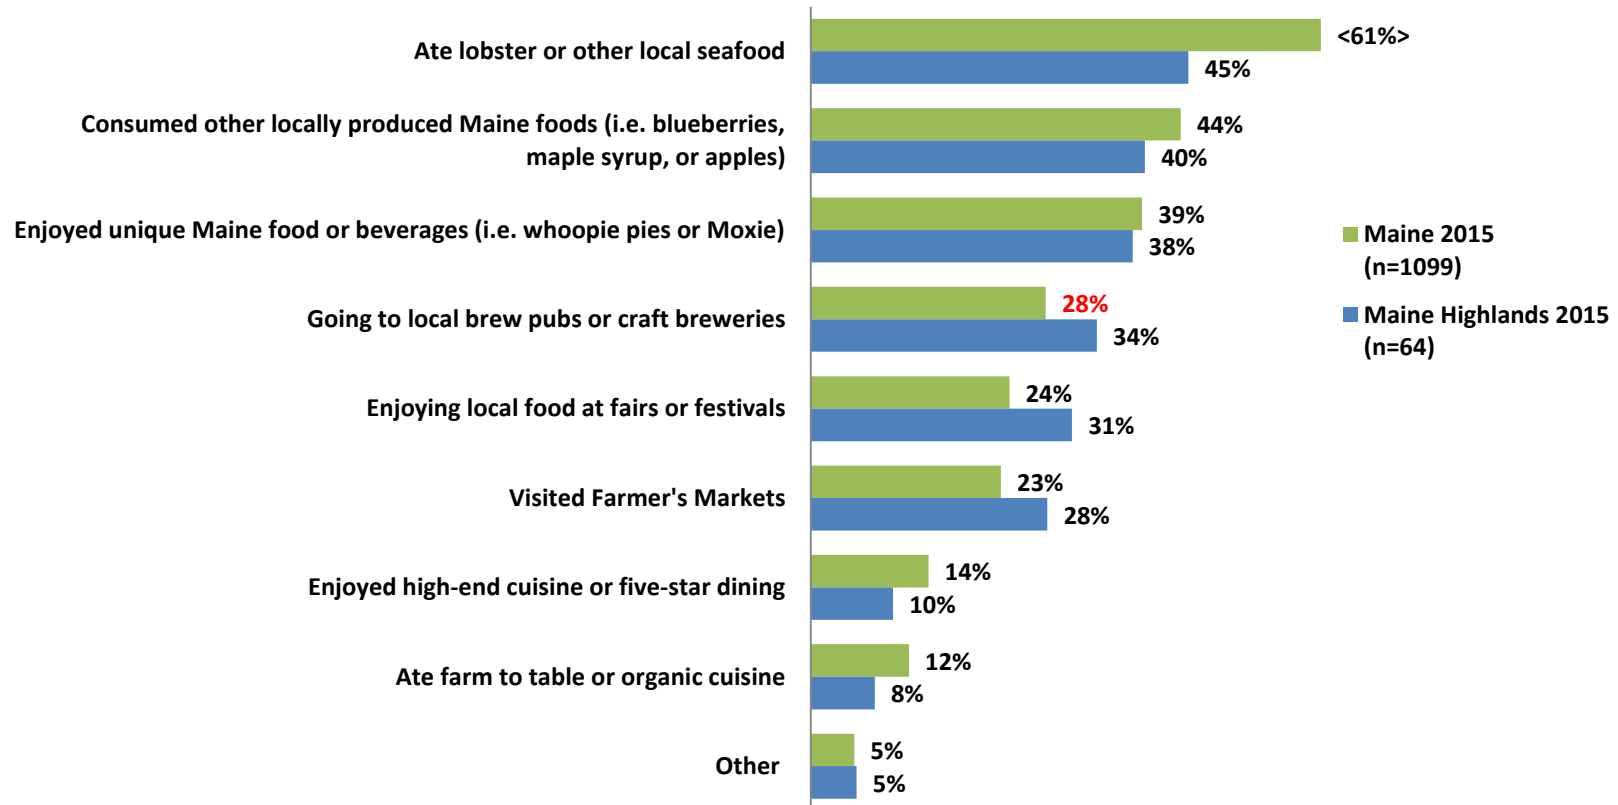 Ate lobster or other local seafood
<61%>
45%
Consumed other locally produced Maine foods (i.e. blueberries,
maple syrup, or apples)
44%
40%
Enjoyed unique Maine food or beverages (i.e. whoopie pies or Moxie)
39%
38%
Going to local brew pubs or craft breweries
28%
34%
Enjoying local food at fairs or festivals
24%
31%
Visited Farmer's Markets
23%
28%
Enjoyed high-end cuisine or five-star dining
14%
10%
Ate farm to table or organic cuisine
12%
8%
Other
5%
5%
Maine 2015
(n=1099)
Maine Highlands 2015
(n=64)